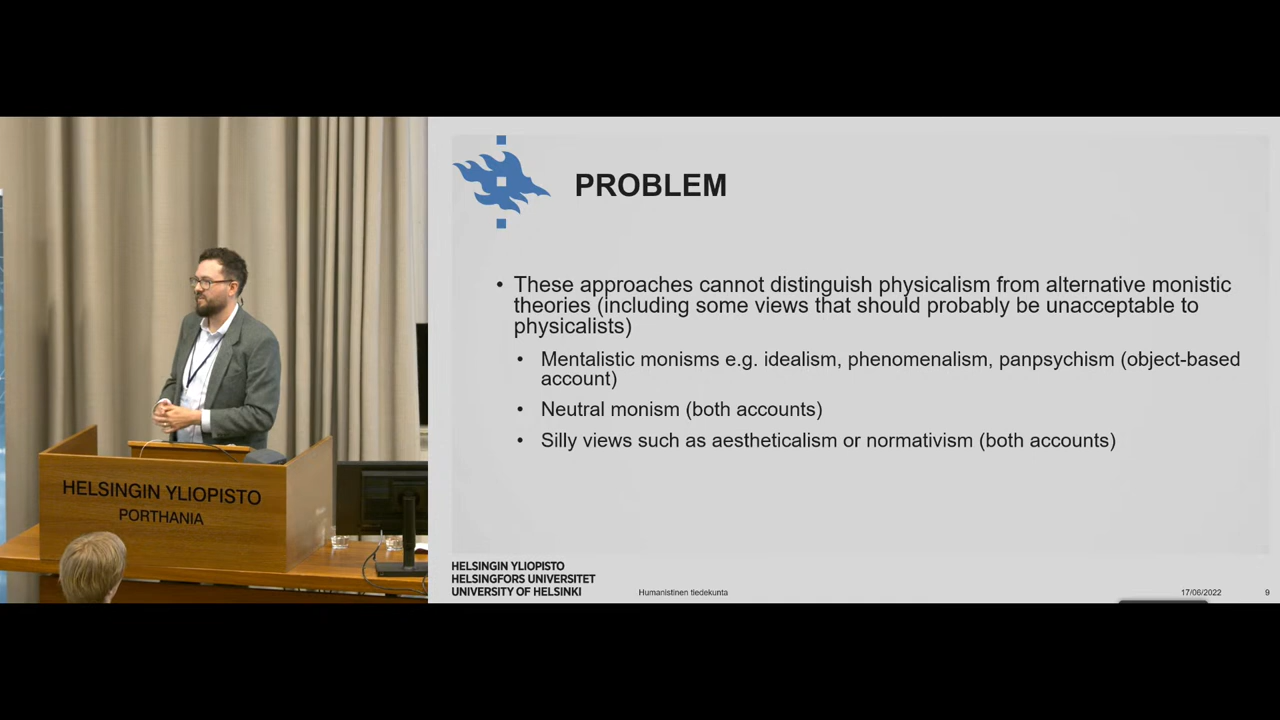 HELSINGIN YLIOPISTO
PORTHANIA
PROBLEM
• These approaches cannot distinguish physicalism from alternative monistic
theories (including some views that should probably be unacceptable to
physicalists)
• Mentalistic monisms e.g. idealism, phenomenalism, panpsychism (object-based
account)
• Neutral monism (both accounts)
• Silly views such as aestheticalism or normativism (both accounts)
HELSINGIN YLIOPISTO
HELSINGFORS UNIVERSITET
UNIVERSITY OF HELSINKI
Humanistinen tiedekunta
17/06/2022
9